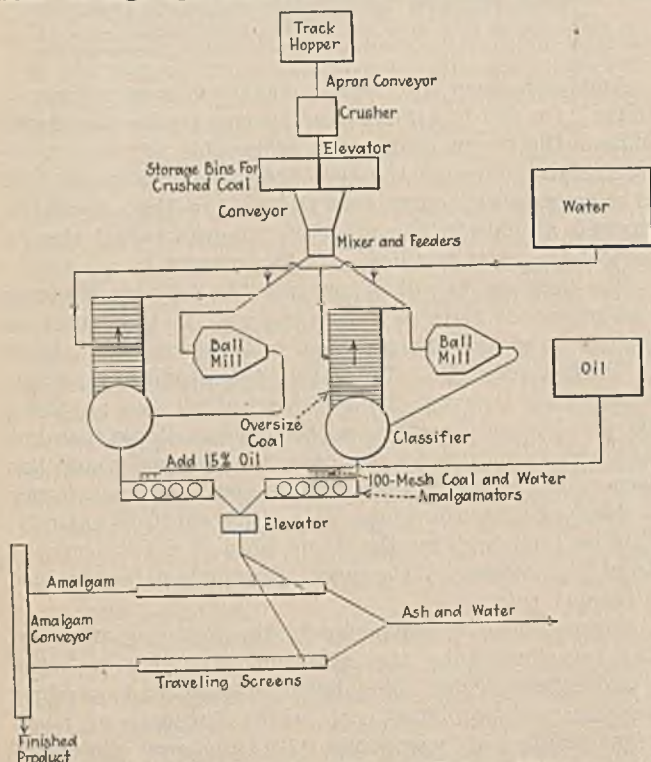 Track
Hopper
Apron Conveyor
Crusher
Elevator
Storage Bins For
Crushed Coal
Conveyor
Water
Mixer and Feeders
Ball
Mill
Ball
Mill
Oil
Oversize
Coal
Classifier
Add 15% Oil
100-Mesh Coal and Water
Amalgamators
Elevator
Amalgam
Ash and Water
Amalgam
Conveyor
Traveling Screens
Finished
Product